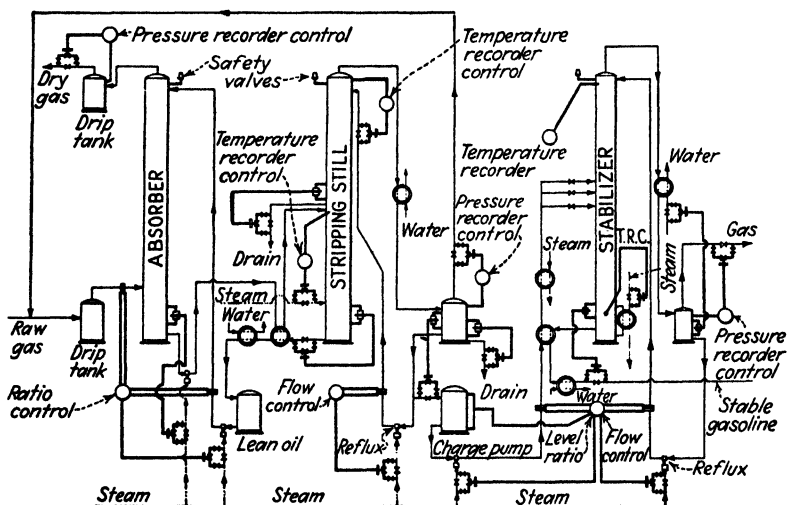 Pressure recorder control
Dry
gas
Drip
tank
Safety
valves
Temperature
recorder
control
Temperature
recorder
control
ABSORBER
STRIPPING STILL
STABILIZER
Temperature
recorder
Pressure
recorder
control
Water
Water
Gas
Drain
Steam
T.R.C.
Steam
Steam
Water
Raw
gas
Drip
tank
Ratio
control
Lean oil
Flow
control
Reflux
Drain
Charge pump
Water
Level
ratio
Flow
control
Pressure
recorder
control
Stable
gasoline
Reflux
Steam
Steam
Steam